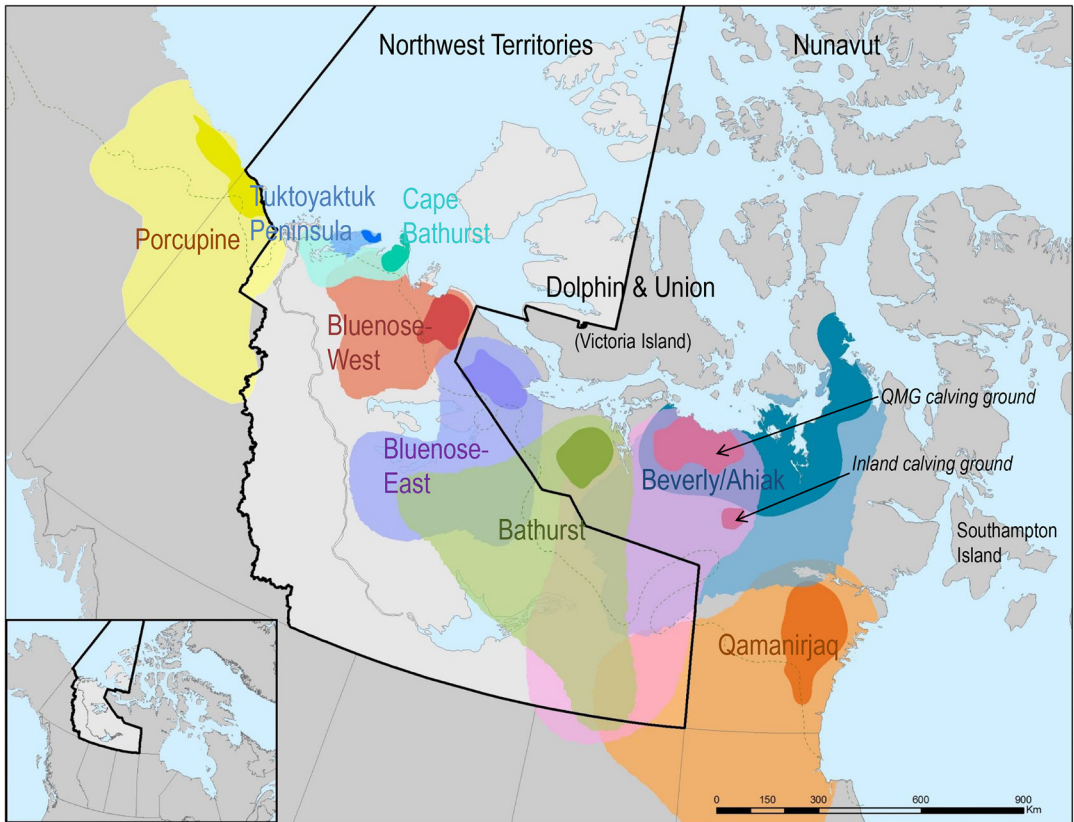 Northwest Territories
Nunavut
Tuktoyaktuk
Peninsula
Cape
Bathurst
Porcupine
Dolphin & Union
(Victoria Island)
Bluenose-
West
QMG calving ground
Bluenose-
East
Inland calving ground
Beverly/Ahiak
Bathurst
Southampton
Island
Qamanirjaq
0 150 300 600 900
Km